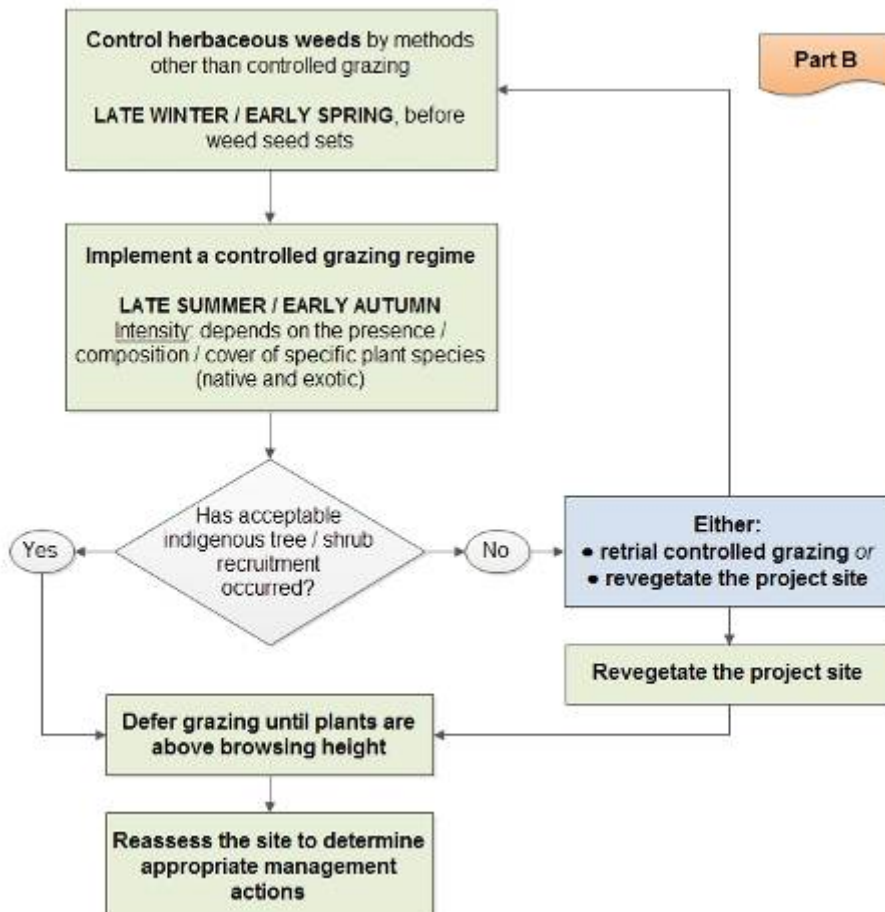 Control herbaceous weeds by methods
other than controlled grazing
LATE WINTER / EARLY SPRING, before
weed seed sets
Part B
Implement a controlled grazing regime
LATE SUMMER / EARLY AUTUMN
Intensity: depends on the presence /
composition / cover of specific plant species
(native and exotic)
Has acceptable
indigenous tree / shrub
recruitment
occurred?
Yes
No
Either:
• retrial controlled grazing or
• revegetate the project site
Revegetate the project site
Defer grazing until plants are
above browsing height
Reassess the site to determine
appropriate management
actions